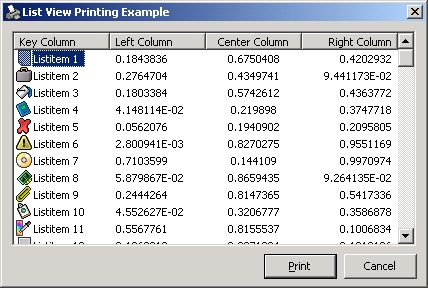 List View Printing Example
Key Column Left Column Center Column Right Column
Listitem 1 0.1843836 0.6750408 0.4202932
Listitem 2 0.2764704 0.4349741 9.441173E-02
Listitem 3 0.1803384 0.5742612 0.4363772
Listitem 4 4.148114E-02 0.219898 0.3747718
Listitem 5 0.0562076 0.1940902 0.2095805
Listitem 6 2.800941E-03 0.8270275 0.9551169
Listitem 7 0.7103599 0.144109 0.9970974
Listitem 8 5.879867E-02 0.8659435 9.264135E-02
Listitem 9 0.2444264 0.8147365 0.5417336
Listitem 10 4.552627E-02 0.3206777 0.3586878
Listitem 11 0.5567761 0.8155537 0.1006834
Print Cancel